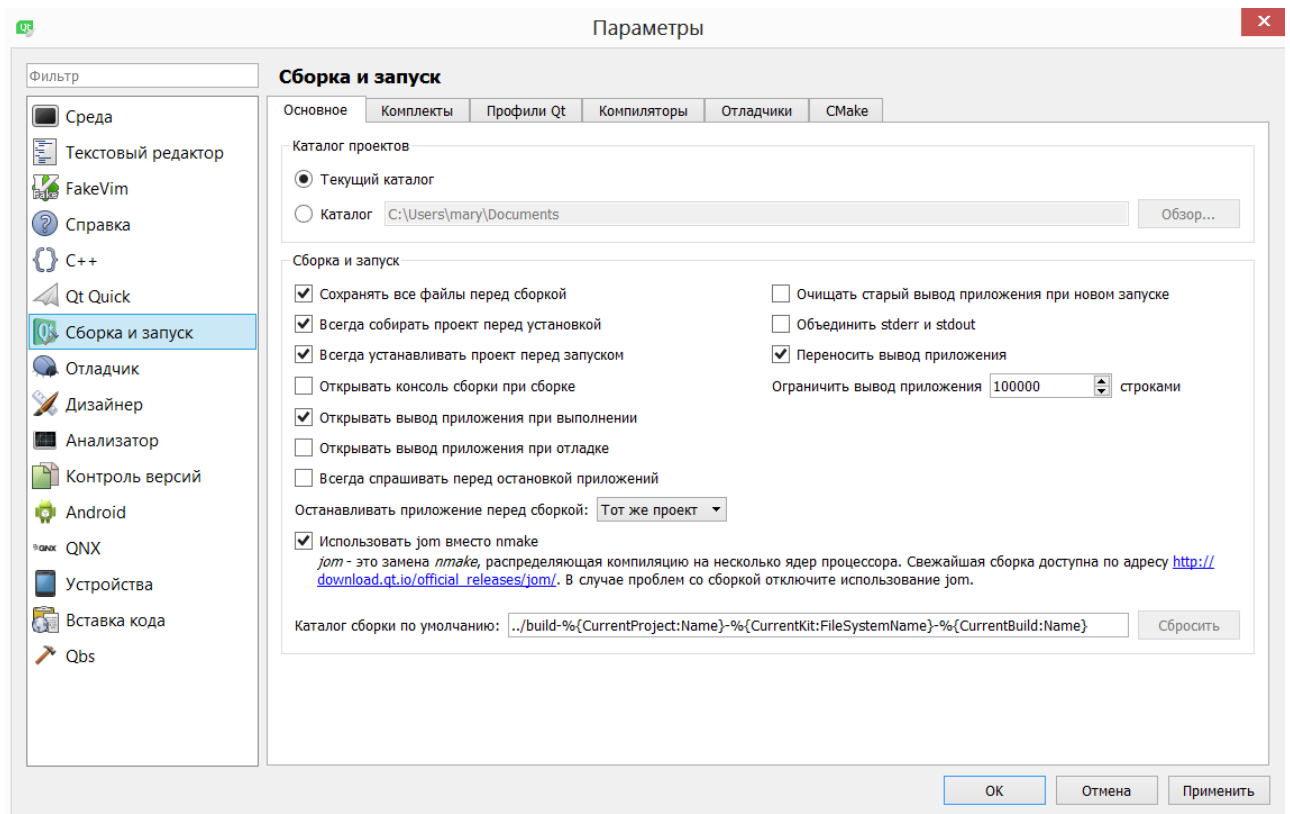 Параметры
Фильтр
Среда
Текстовый редактор
FakeVim
Справка
C++
Qt Quick
Сборка и запуск
Отладчик
Дизайнер
Анализатор
Контроль версий
Android
QNX
Устройства
Вставка кода
Qbs
Сборка и запуск
Основное Комплекты Профили Qt Компиляторы Отладчики CMake
Каталог проектов
Текущий каталог
Каталог C:\Users\mary\Documents Обзор...
Сборка и запуск
Сохранять все файлы перед сборкой
Всегда собирать проект перед установкой
Всегда устанавливать проект перед запуском
Открывать консоль сборки при сборке
Открывать вывод приложения при выполнении
Открывать вывод приложения при отладке
Всегда спрашивать перед остановкой приложений
Очищать старый вывод приложения при новом запуске
Объединить stderr и stdout
Переносить вывод приложения
Ограничить вывод приложения 100000 строками
Останавливать приложение перед сборкой: Тот же проект
Использовать jom вместо nmake
jom - это замена nmake, распределяющая компиляцию на несколько ядер процессора. Свежайшая сборка доступна по адресу http://
download.qt.io/official_releases/jom/. В случае проблем со сборкой отключите использование jom.
Каталог сборки по умолчанию: ../build-%{CurrentProject:Name}-%{CurrentKit:FileSystemName}-%{CurrentBuild:Name} Сбросить
OK Отмена Применить